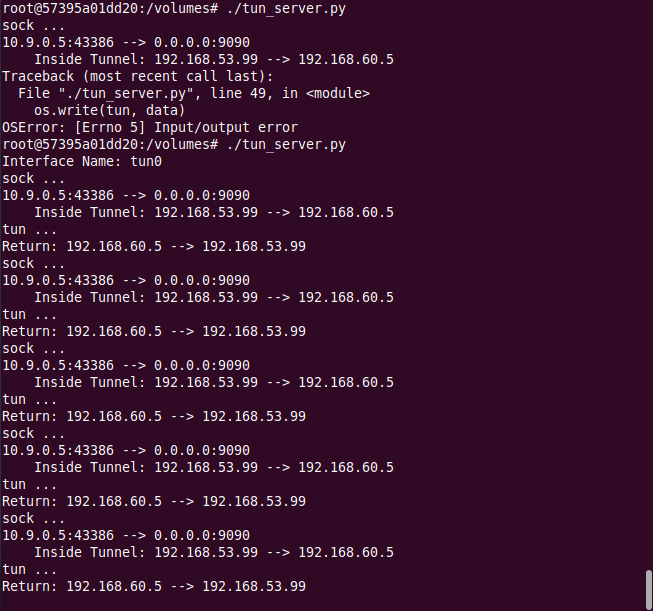 root@57395a01dd20:/volumes# ./tun_server.py
sock ...
10.9.0.5:43386 --> 0.0.0.0:9090
    Inside Tunnel: 192.168.53.99 --> 192.168.60.5
Traceback (most recent call last):
  File "./tun_server.py", line 49, in <module>
    os.write(tun, data)
OSError: [Errno 5] Input/output error
root@57395a01dd20:/volumes# ./tun_server.py
Interface Name: tun0
sock ...
10.9.0.5:43386 --> 0.0.0.0:9090
    Inside Tunnel: 192.168.53.99 --> 192.168.60.5
tun ...
Return: 192.168.60.5 --> 192.168.53.99
sock ...
10.9.0.5:43386 --> 0.0.0.0:9090
    Inside Tunnel: 192.168.53.99 --> 192.168.60.5
tun ...
Return: 192.168.60.5 --> 192.168.53.99
sock ...
10.9.0.5:43386 --> 0.0.0.0:9090
    Inside Tunnel: 192.168.53.99 --> 192.168.60.5
tun ...
Return: 192.168.60.5 --> 192.168.53.99
sock ...
10.9.0.5:43386 --> 0.0.0.0:9090
    Inside Tunnel: 192.168.53.99 --> 192.168.60.5
tun ...
Return: 192.168.60.5 --> 192.168.53.99
sock ...
10.9.0.5:43386 --> 0.0.0.0:9090
    Inside Tunnel: 192.168.53.99 --> 192.168.60.5
tun ...
Return: 192.168.60.5 --> 192.168.53.99